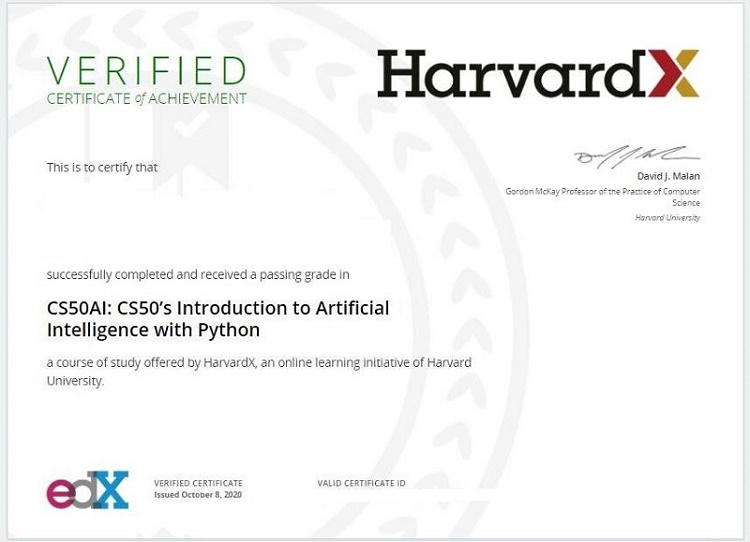 VERIFIED
CERTIFICATE of ACHIEVEMENT
HarvardX
This is to certify that
David J. Malan
Gordon McKay Professor of the Practice of Computer
Science
Harvard University
successfully completed and received a passing grade in
CS50AI: CS50’s Introduction to Artificial
Intelligence with Python
a course of study offered by HarvardX, an online learning initiative of Harvard
University.
edX
VERIFIED CERTIFICATE
Issued October 8, 2020
VALID CERTIFICATE ID